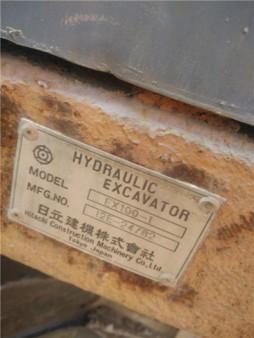 HYDRAULIC
EXCAVATOR
MODEL EX100-1
MFG.NO.
日立建機株式會社
Hitachi Construction Machinery Co.,Ltd.
Tokyo Japan